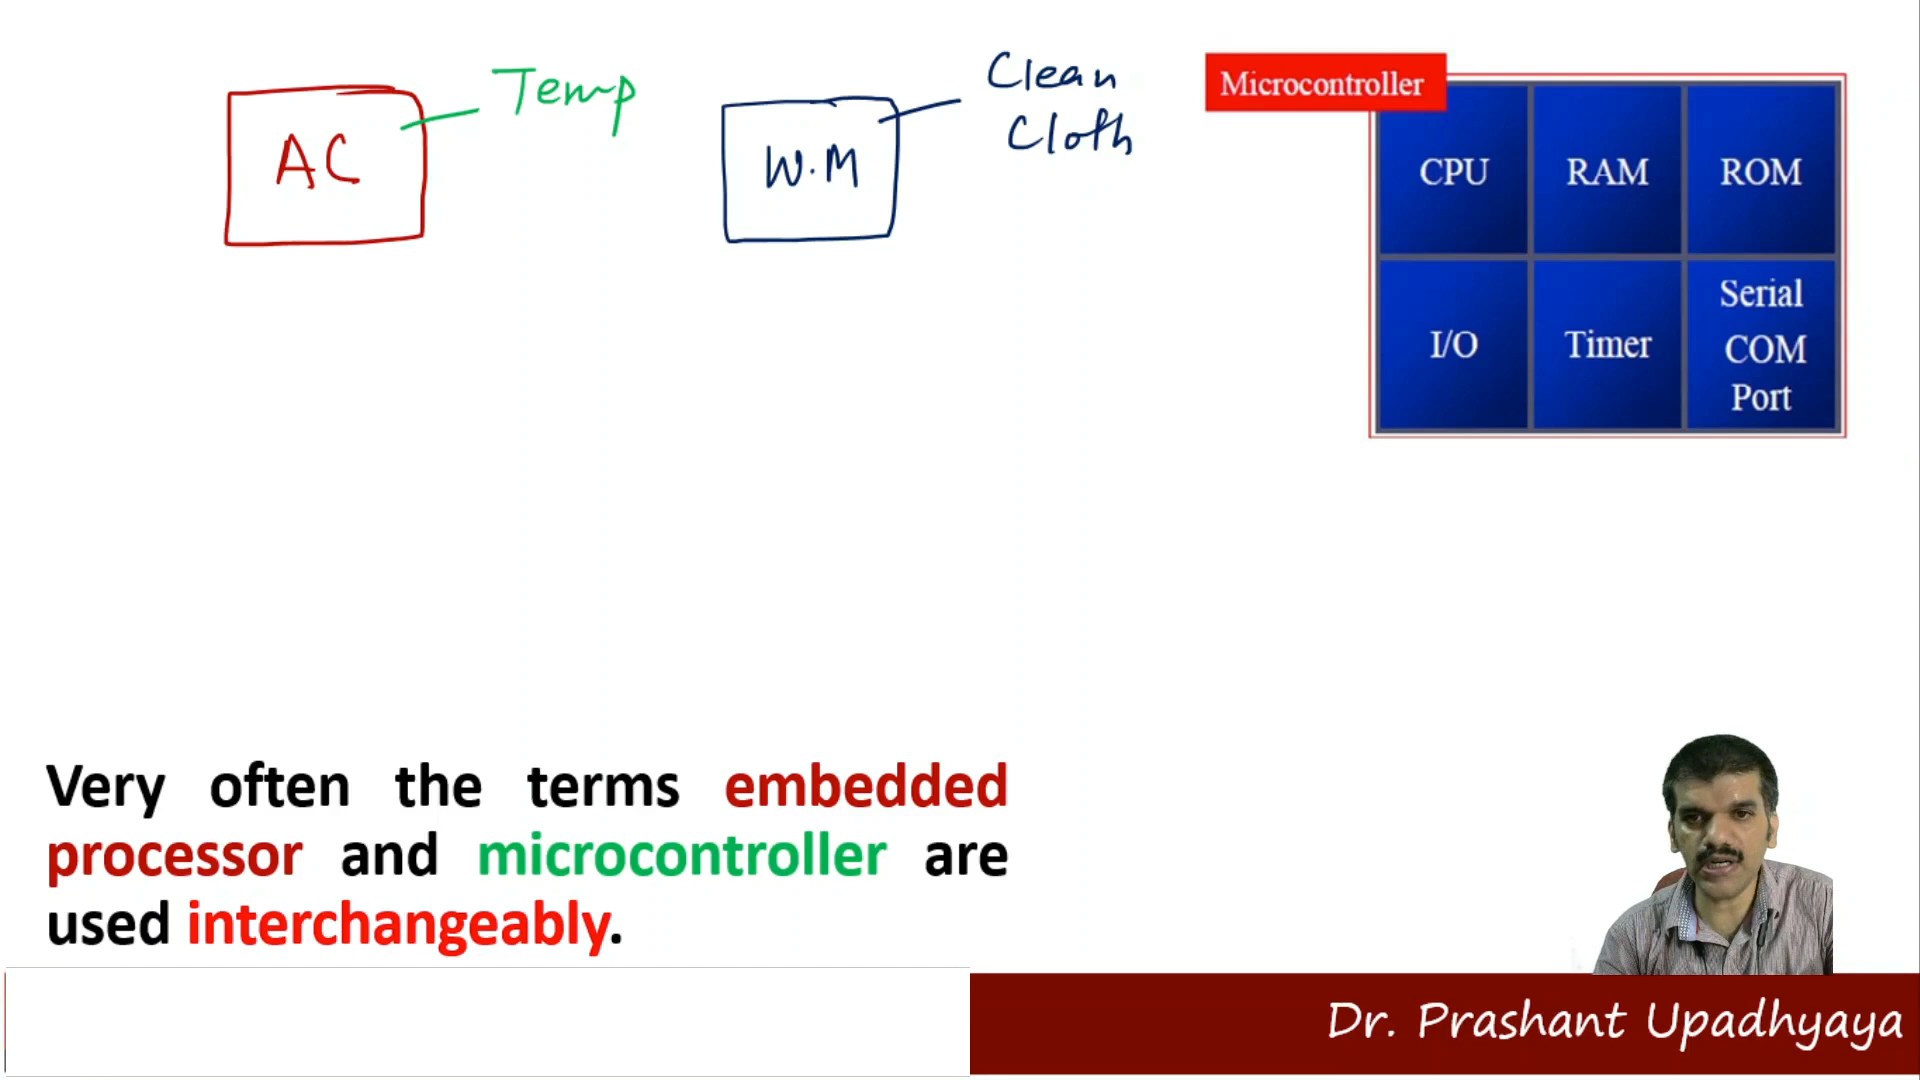 AC
Temp
W.M
Clean
Cloth
Microcontroller
CPU
RAM
ROM
I/O
Timer
Serial
COM
Port
Very often the terms embedded
processor and microcontroller are
used interchangeably.
Dr. Prashant Upadhyaya